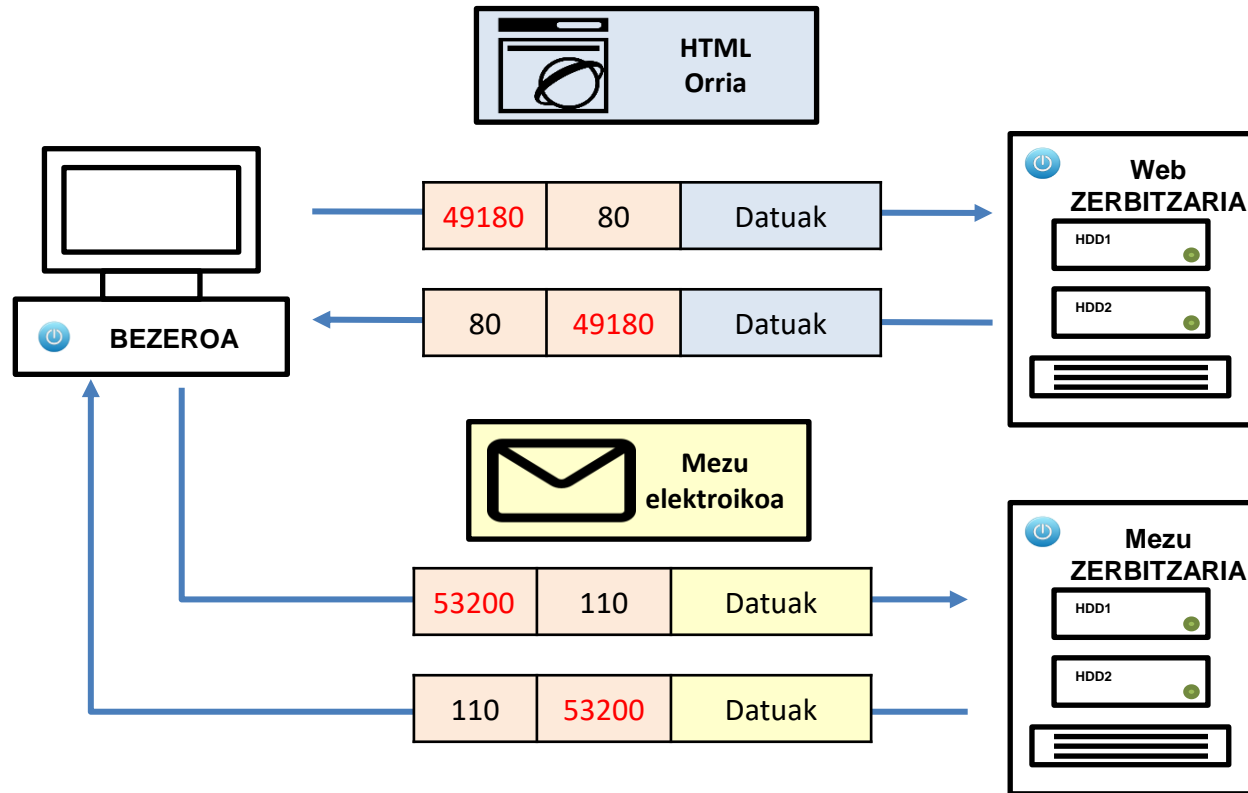 HTML
Orria
Web
ZERBITZARIA
HDD1
HDD2
49180 80 Datuak
80 49180 Datuak
BEZEROA
Mezu
elektroikoa
Mezu
ZERBITZARIA
HDD1
HDD2
53200 110 Datuak
110 53200 Datuak